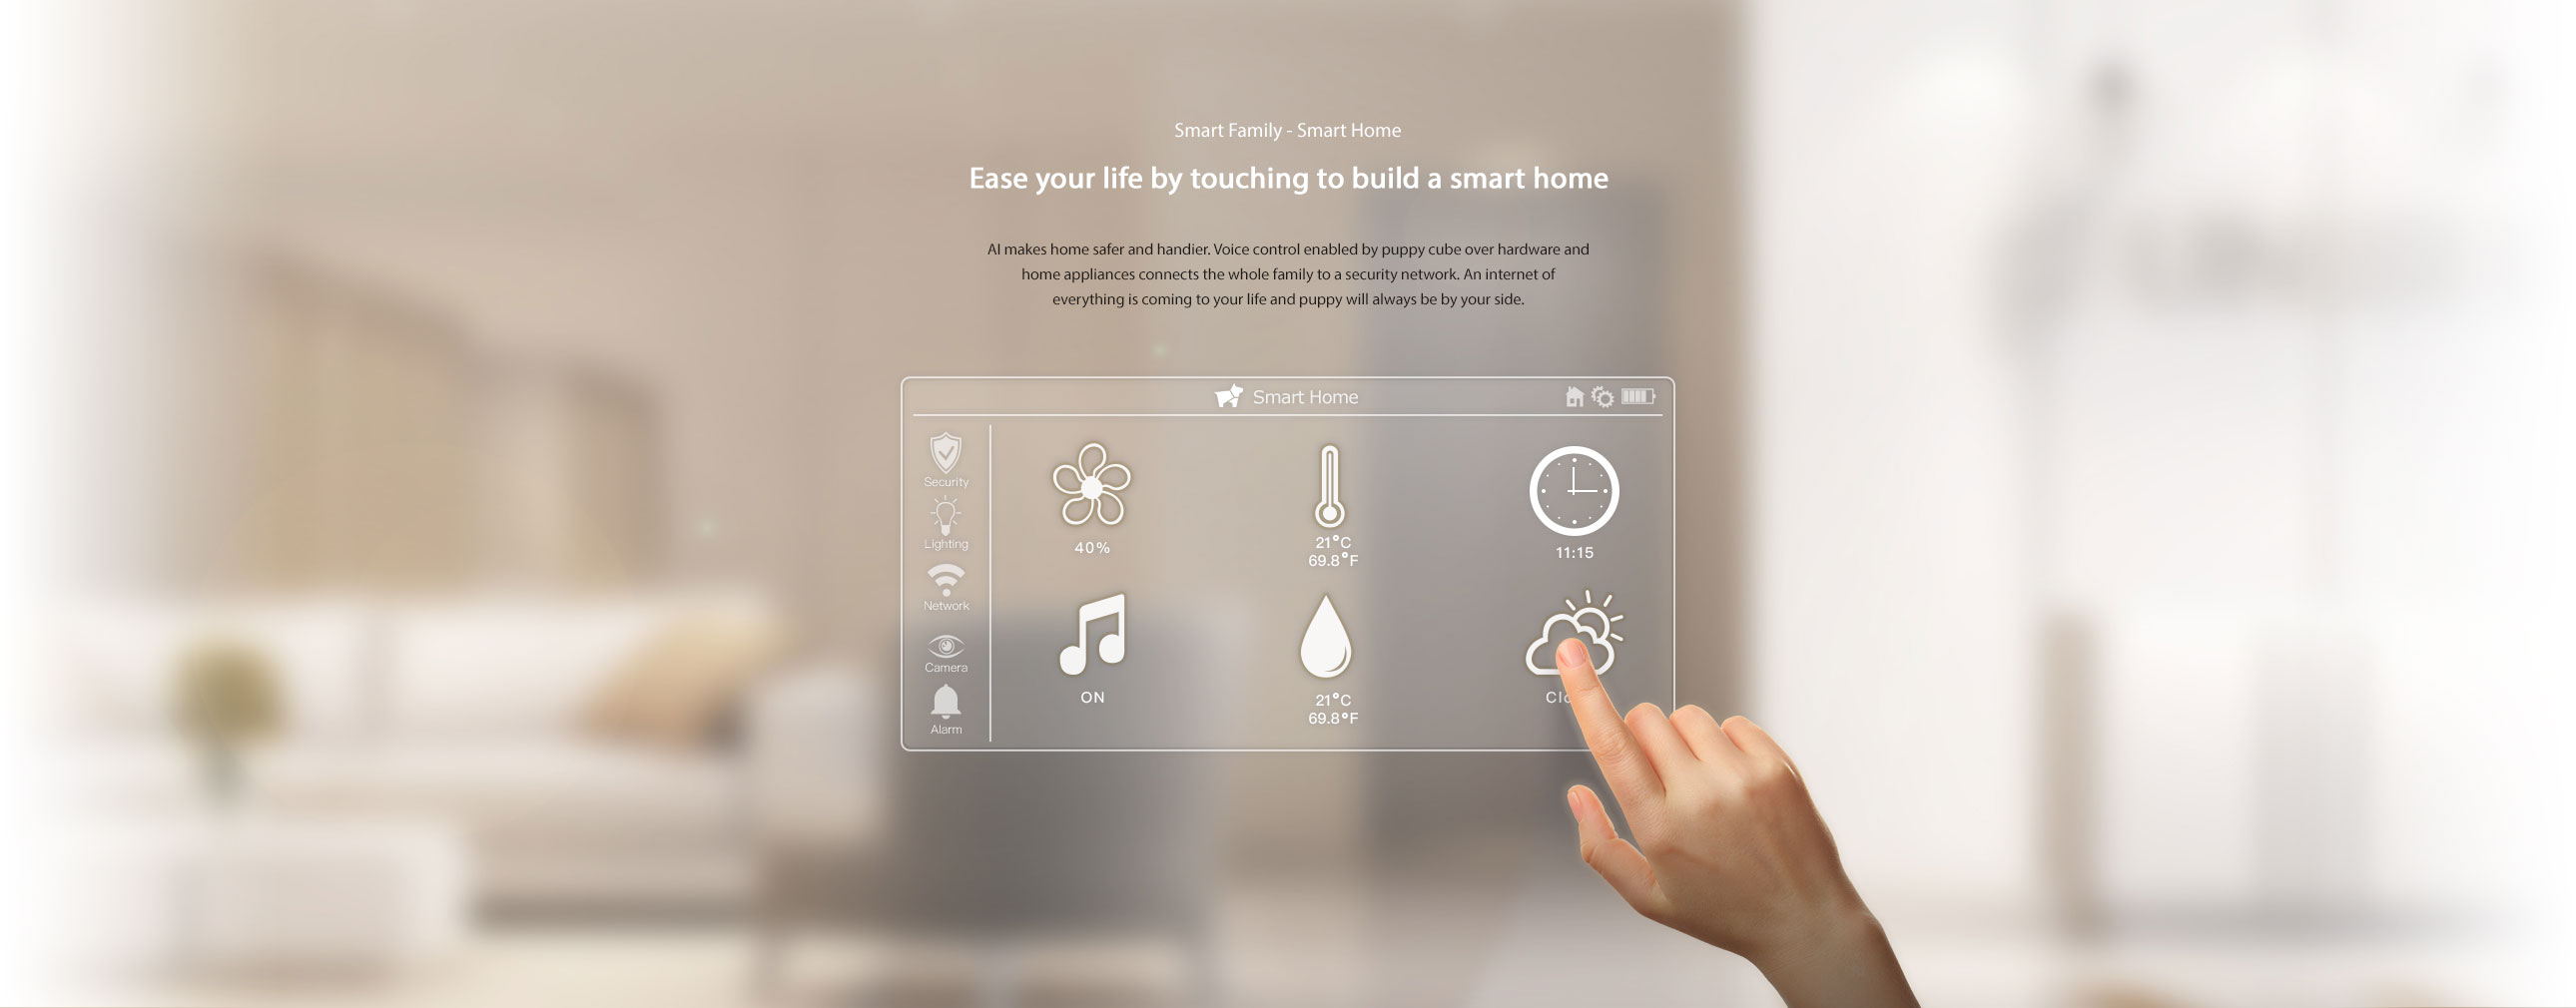 Smart Family - Smart Home
Ease your life by touching to build a smart home
AI makes home safer and handier. Voice control enabled by puppy cube over hardware and
home appliances connects the whole family to a security network. An internet of
everything is coming to your life and puppy will always be by your side.
Smart Home
Security
Lighting
Network
Camera
Alarm
40%
21°C
69.8°F
11:15
ON
21°C
69.8°F